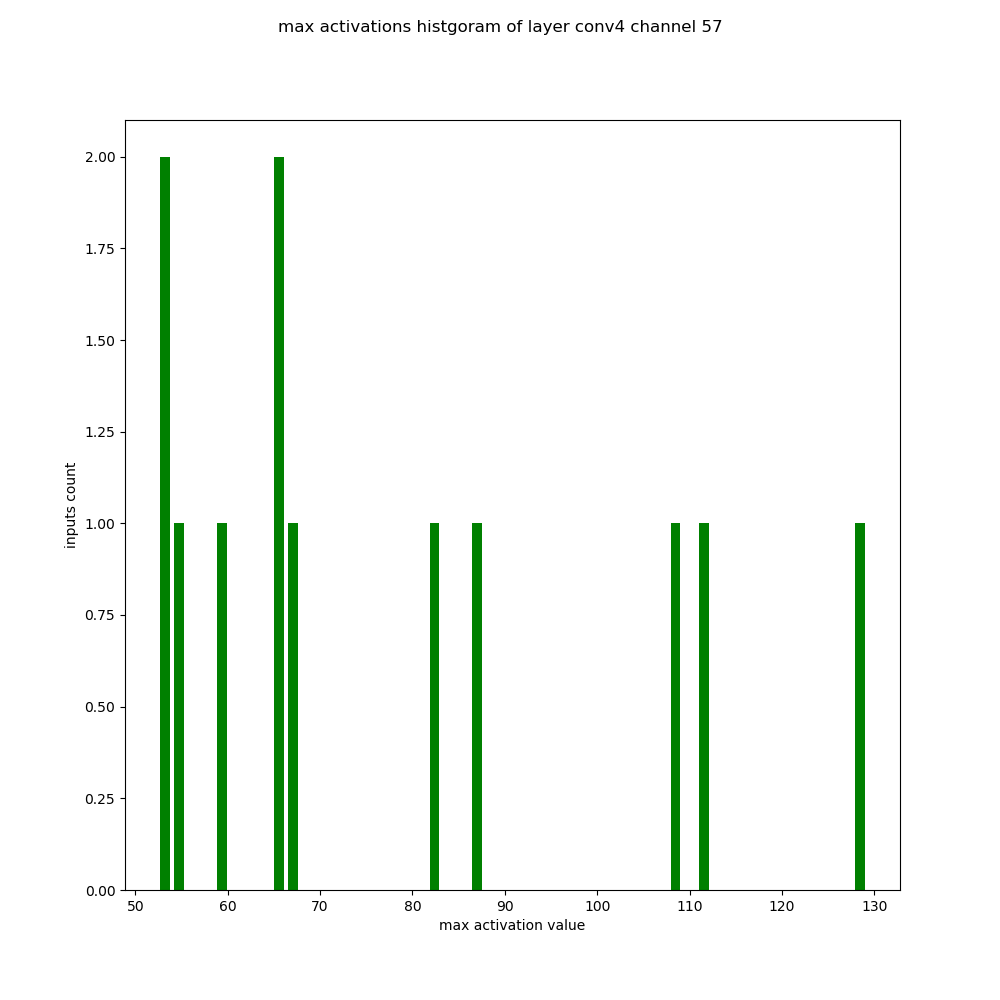 max activations histgoram of layer conv4 channel 57
2.00
1.75
1.50
1.25
1.00
0.75
0.50
0.25
0.00
inputs count
50 60 70 80 90 100 110 120 130
max activation value